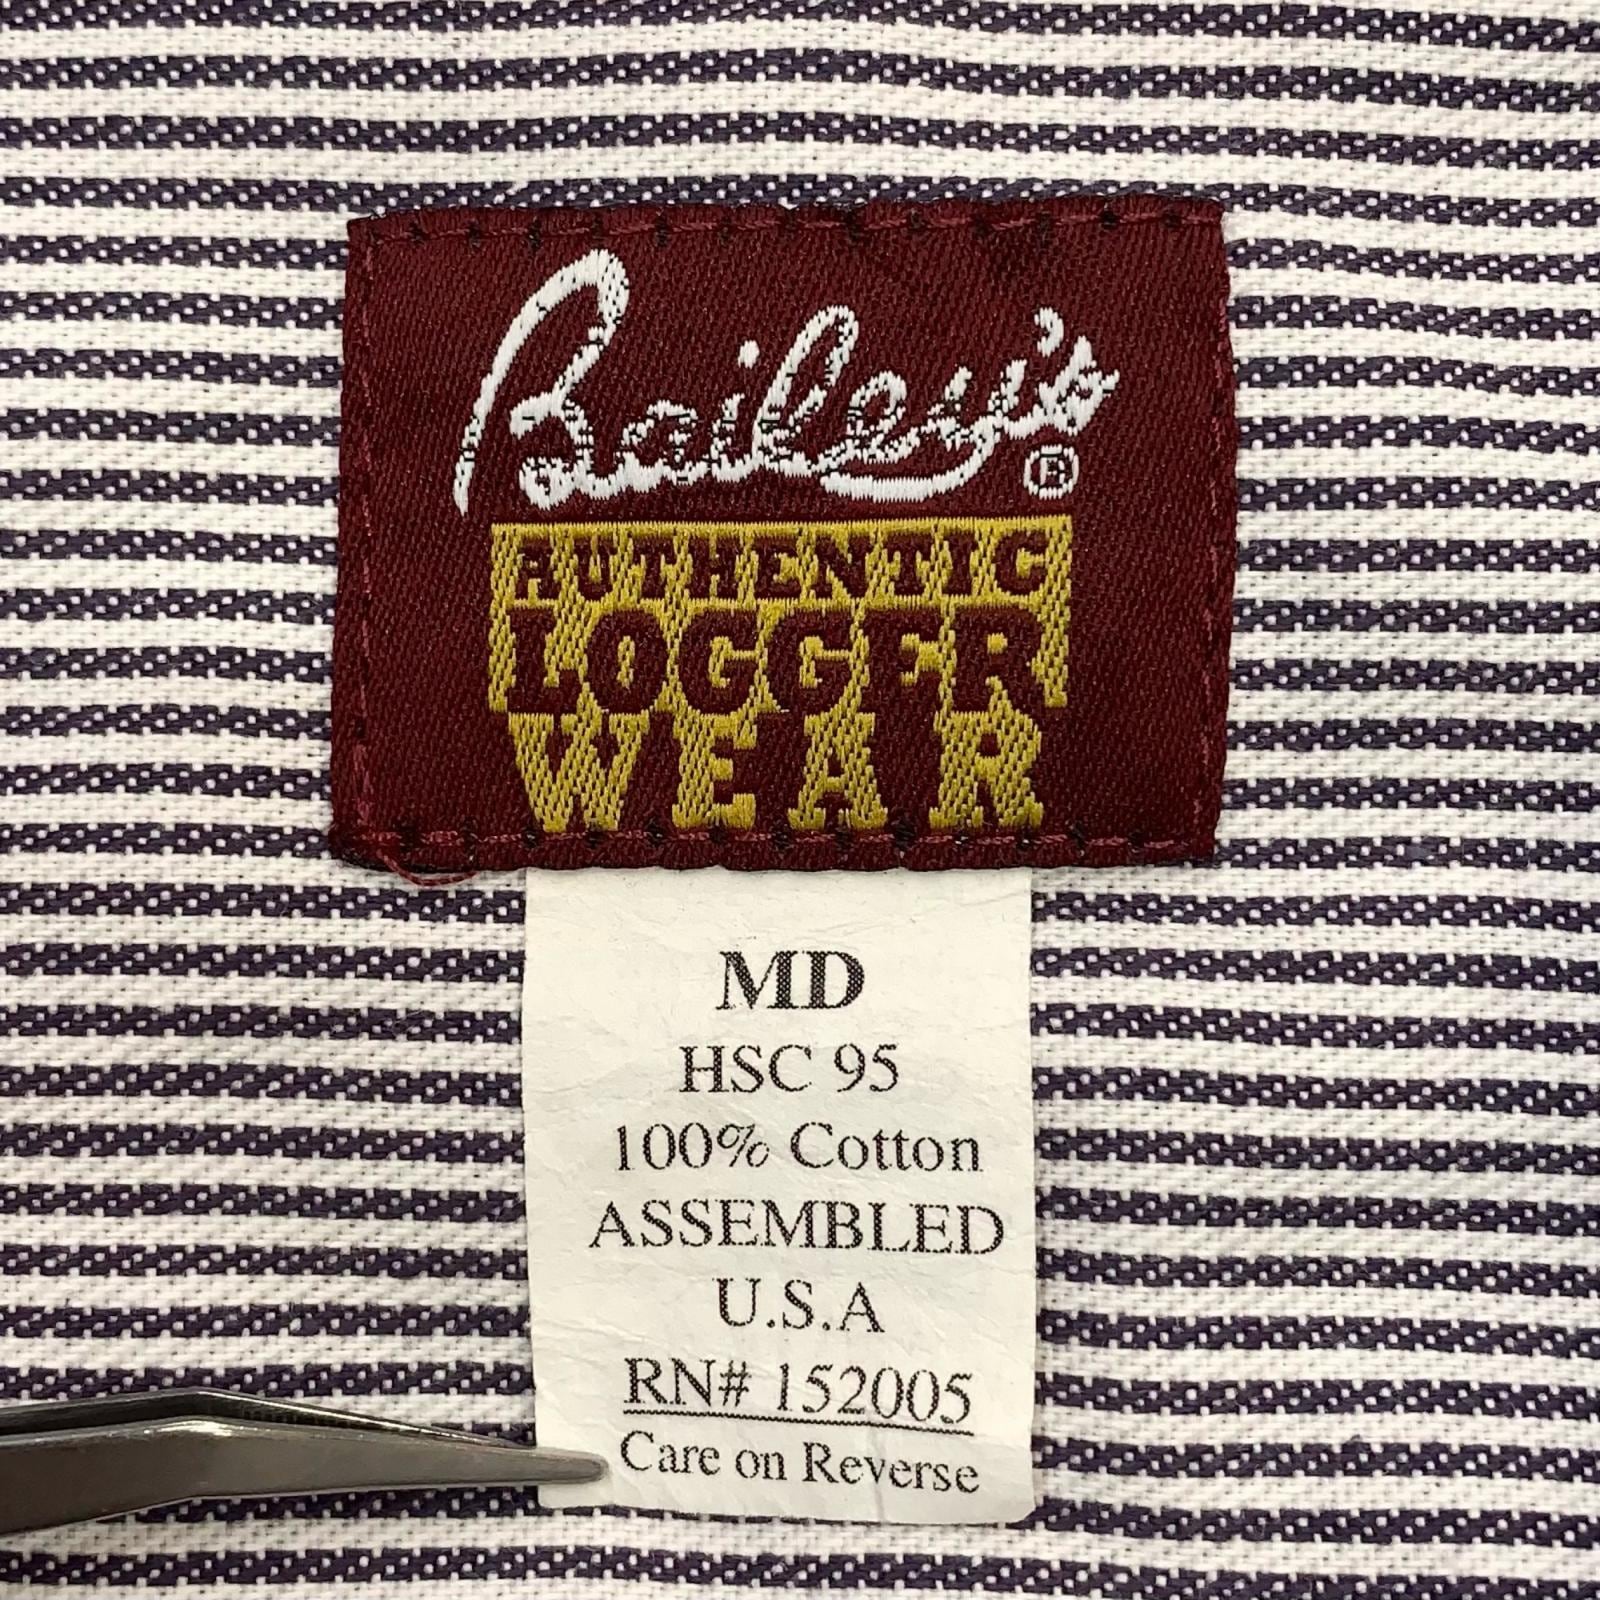 Bailey's®
AUTHENTIC
LOGGER
WEAR
MD
HSC 95
100% Cotton
ASSEMBLED
U.S.A
RN# 152005
Care on Reverse